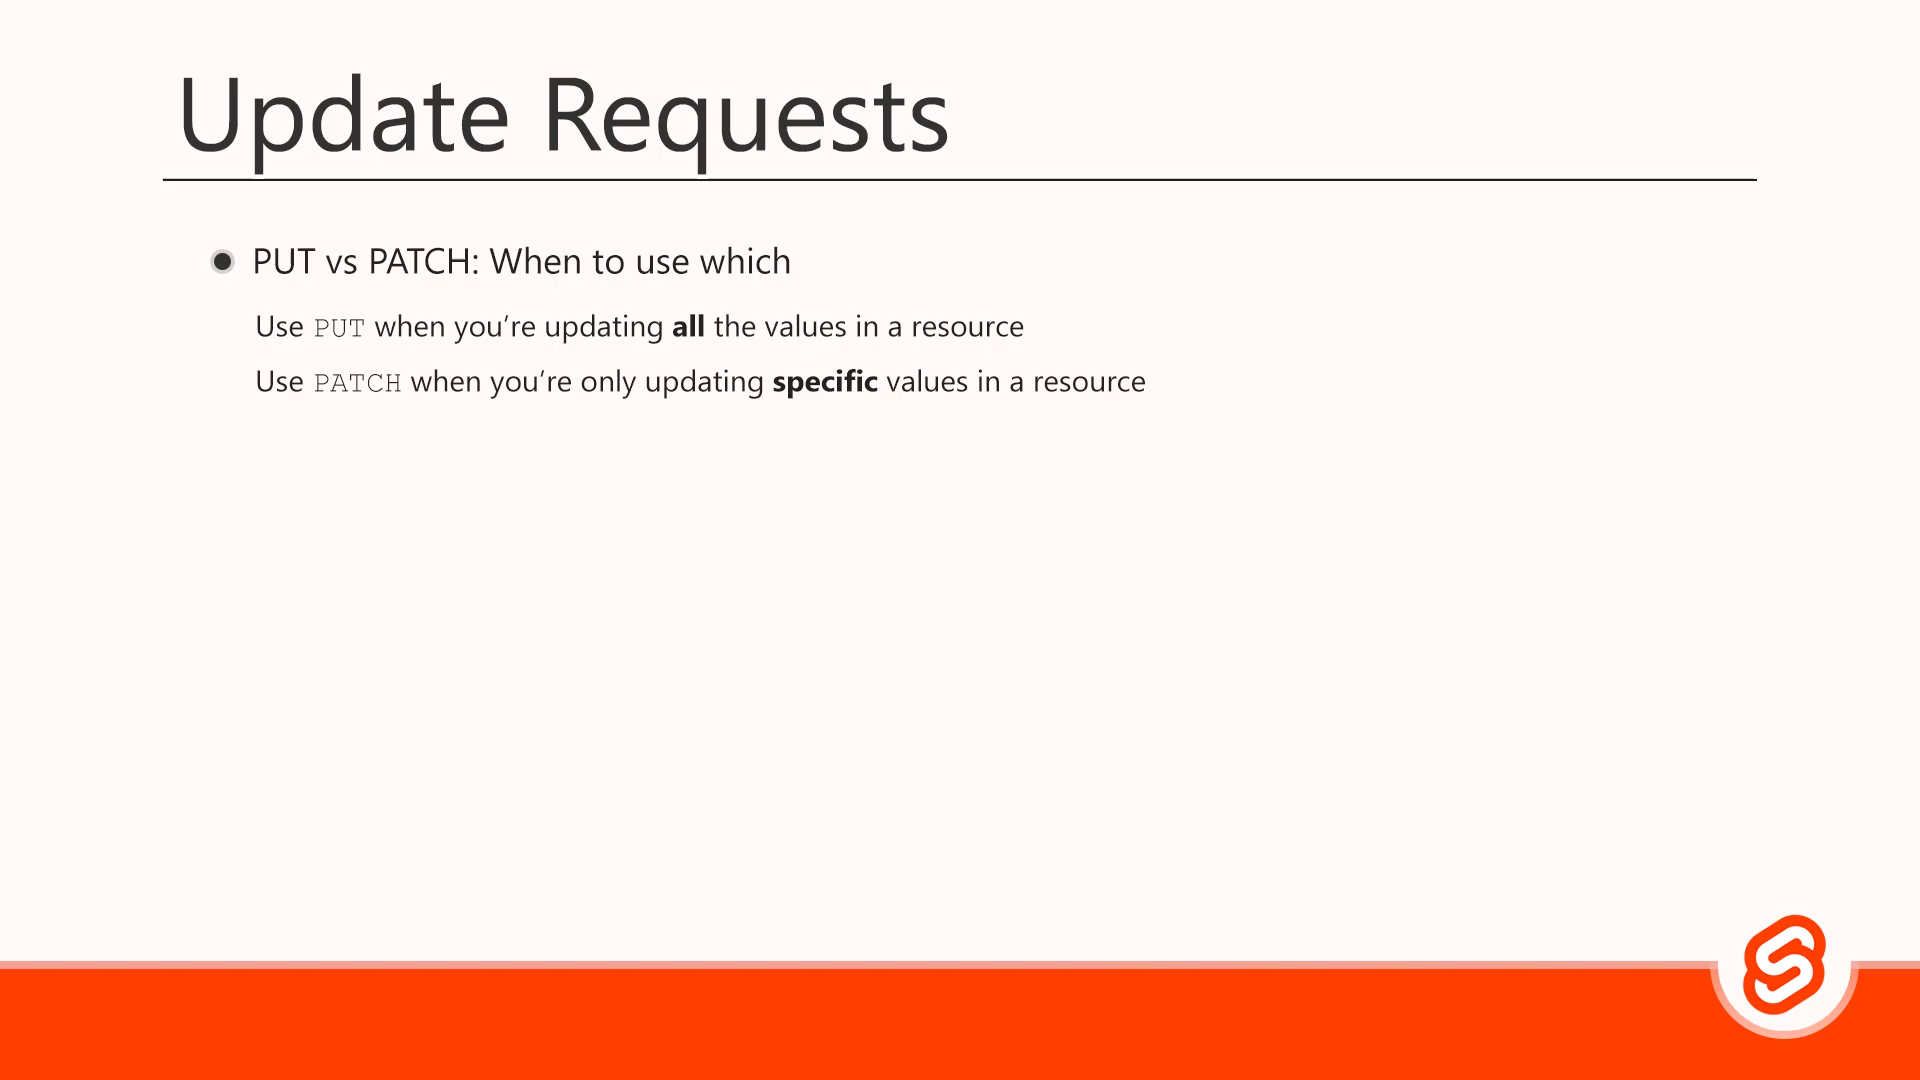 Update Requests
PUT vs PATCH: When to use which
Use PUT when you’re updating all the values in a resource
Use PATCH when you’re only updating specific values in a resource